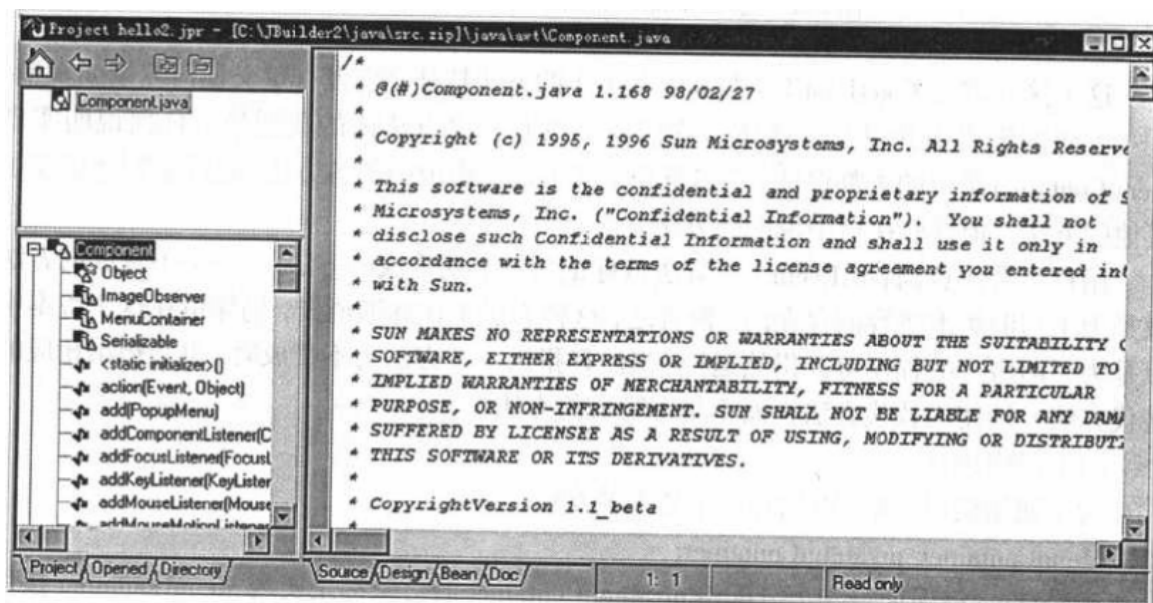 Project hello2.jpr - [C:\JBuilder2\java\src.zip]\java\awt\Component.java
Component.java
Component
Object
ImageObserver
MenuContainer
Serializable
<static initializer>()
action(Event, Object)
add(PopupMenu)
addComponentListener(C
addFocusListener(FocusL
addKeyListener(KeyListener
addMouseListener(Mouse
addMouseMotionListener
Project Opened Directory
/*
* @(#)Component.java 1.168 98/02/27
*
* Copyright (c) 1995, 1996 Sun Microsystems, Inc. All Rights Reserve
*
* This software is the confidential and proprietary information of S
* Microsystems, Inc. ("Confidential Information").  You shall not
* disclose such Confidential Information and shall use it only in
* accordance with the terms of the license agreement you entered int
* with Sun.
*
* SUN MAKES NO REPRESENTATIONS OR WARRANTIES ABOUT THE SUITABILITY O
* SOFTWARE, EITHER EXPRESS OR IMPLIED, INCLUDING BUT NOT LIMITED TO
* IMPLIED WARRANTIES OF MERCHANTABILITY, FITNESS FOR A PARTICULAR
* PURPOSE, OR NON-INFRINGEMENT. SUN SHALL NOT BE LIABLE FOR ANY DAMA
* SUFFERED BY LICENSEE AS A RESULT OF USING, MODIFYING OR DISTRIBUTI
* THIS SOFTWARE OR ITS DERIVATIVES.
*
* CopyrightVersion 1.1_beta
*
Source Design Bean Doc 1: 1 Read only